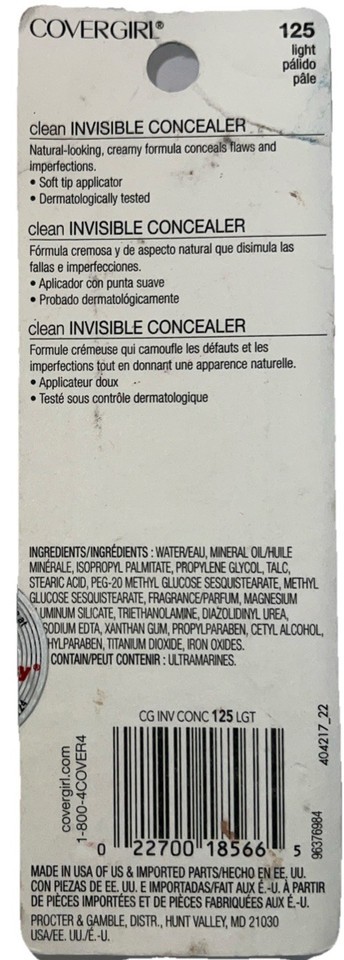 COVERGIRL®
125
light
pálido
pâle
clean INVISIBLE CONCEALER
Natural-looking, creamy formula conceals flaws and
imperfections.
• Soft tip applicator
• Dermatologically tested
clean INVISIBLE CONCEALER
Fórmula cremosa y de aspecto natural que disimula las
fallas e imperfecciones.
• Aplicador con punta suave
• Probado dermatológicamente
clean INVISIBLE CONCEALER
Formule crémeuse qui camoufle les défauts et les
imperfections tout en donnant une apparence naturelle.
• Applicateur doux
• Testé sous contrôle dermatologique
INGREDIENTS/INGRÉDIENTS : WATER/EAU, MINERAL OIL/HUILE
MINÉRALE, ISOPROPYL PALMITATE, PROPYLENE GLYCOL, TALC,
STEARIC ACID, PEG-20 METHYL GLUCOSE SESQUISTEARATE, METHYL
GLUCOSE SESQUISTEARATE, FRAGRANCE/PARFUM, MAGNESIUM
UMINUM SILICATE, TRIETHANOLAMINE, DIAZOLIDINYL UREA,
SODIUM EDTA, XANTHAN GUM, PROPYLPARABEN, CETYL ALCOHOL,
HYLPARABEN, TITANIUM DIOXIDE, IRON OXIDES.
CONTAIN/PEUT CONTENIR : ULTRAMARINES.
CG INV CONC 125 LGT
covergirl.com
1-800-4COVER4
0 22700 18566 5
96376984
404217_22
MADE IN USA OF US & IMPORTED PARTS/HECHO EN EE. UU.
CON PIEZAS DE EE. UU. E IMPORTADAS/FAIT AUX É.-U. À PARTIR
DE PIÈCES IMPORTÉES ET DE PIÈCES FABRIQUÉES AUX É.-U.
PROCTER & GAMBLE, DISTR., HUNT VALLEY, MD 21030
USA/EE. UU./É.-U.